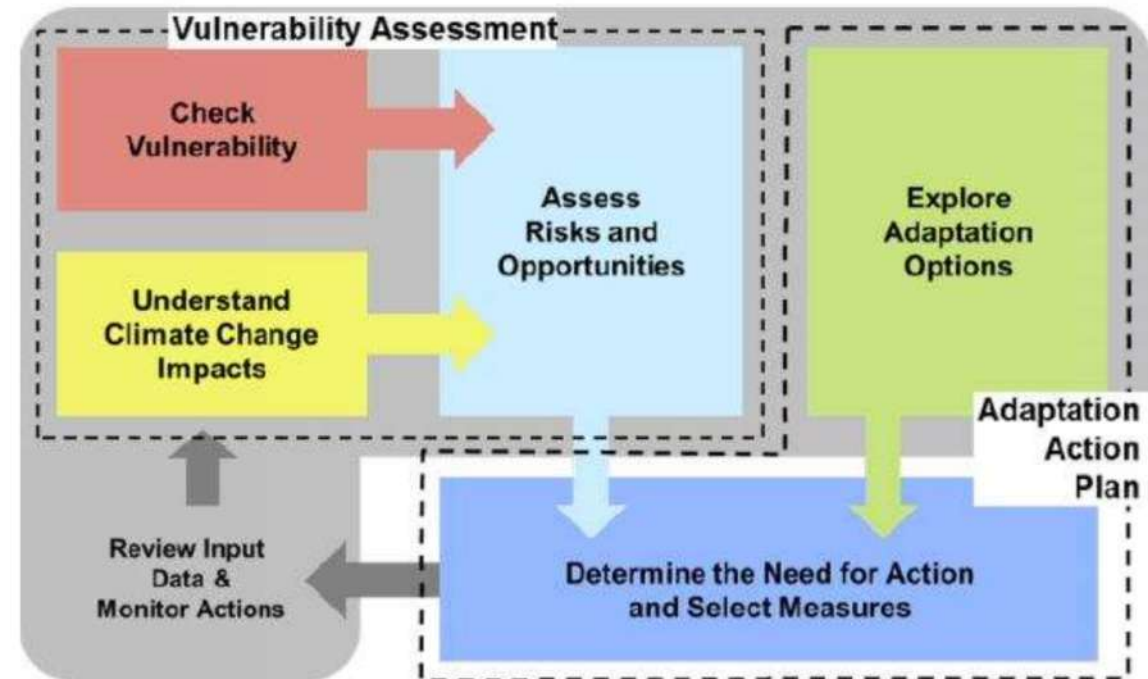 Vulnerability Assessment
Check
Vulnerability
Assess
Risks and
Opportunities
Explore
Adaptation
Options
Understand
Climate Change
Impacts
Adaptation
Action
Plan
Review Input
Data &
Monitor Actions
Determine the Need for Action
and Select Measures